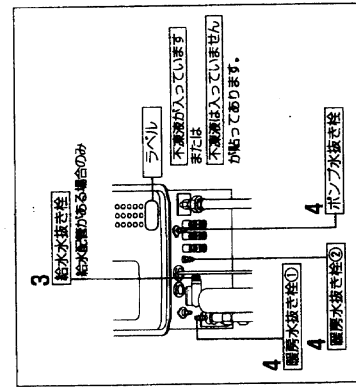 3
給水水抜き栓
給水配管がある場合のみ
ラベル
不凍液が入っています
または
不凍液は入っていません
が貼ってあります。
4
暖房水抜き栓①
4
暖房水抜き栓②
4
ポンプ水抜き栓